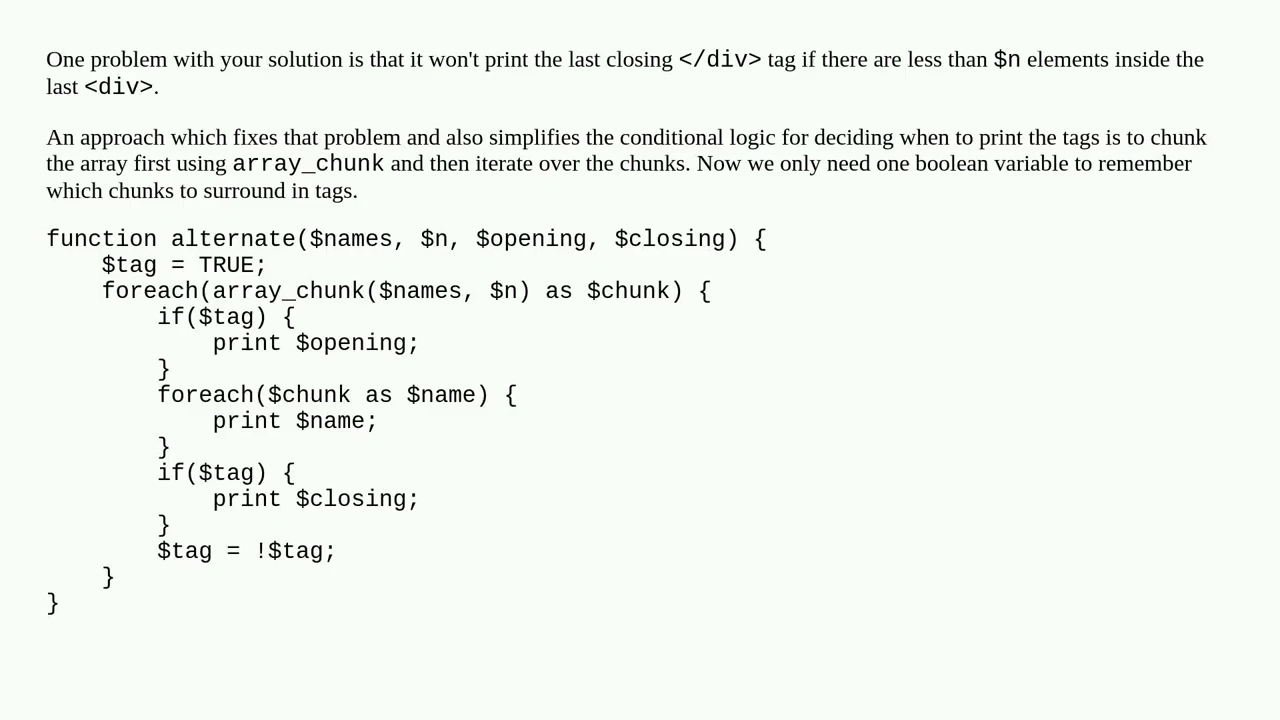 One problem with your solution is that it won't print the last closing </div> tag if there are less than $n elements inside the
last <div>.
An approach which fixes that problem and also simplifies the conditional logic for deciding when to print the tags is to chunk
the array first using array_chunk and then iterate over the chunks. Now we only need one boolean variable to remember
which chunks to surround in tags.
function alternate($names, $n, $opening, $closing) {
    $tag = TRUE;
    foreach(array_chunk($names, $n) as $chunk) {
        if($tag) {
            print $opening;
        }
        foreach($chunk as $name) {
            print $name;
        }
        if($tag) {
            print $closing;
        }
        $tag = !$tag;
    }
}